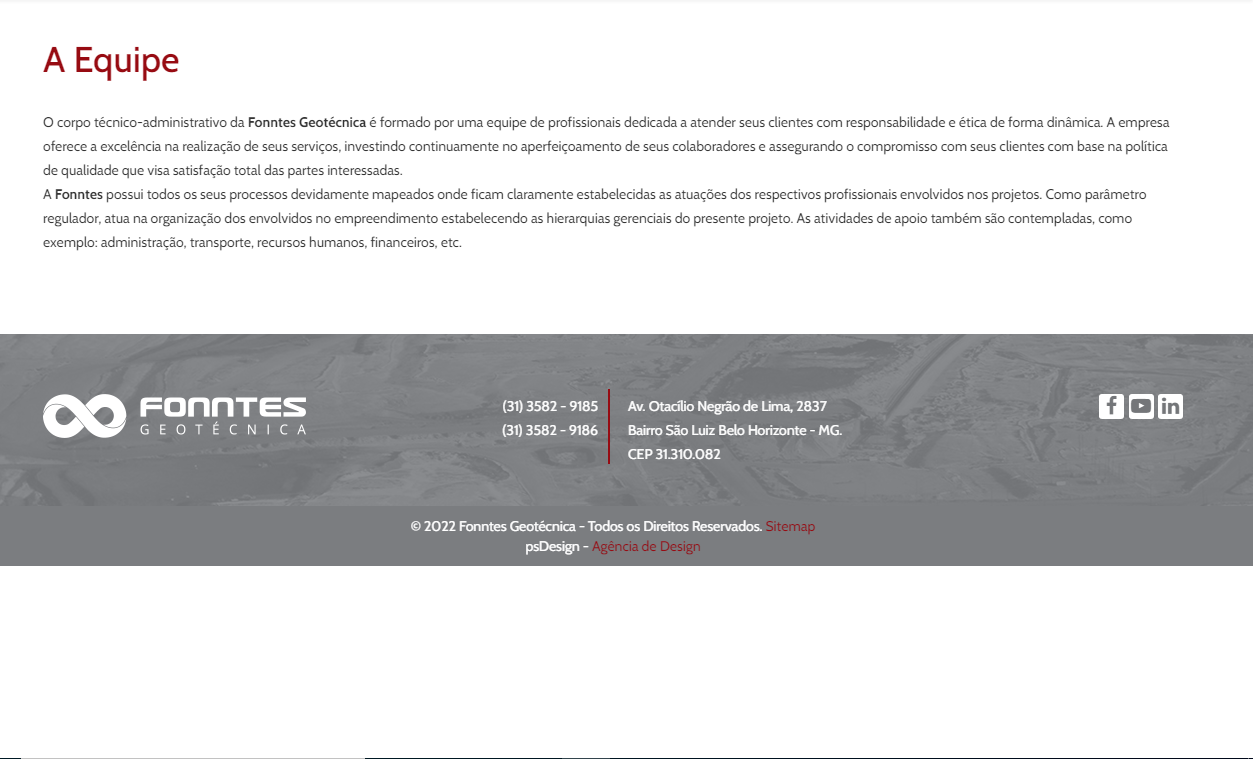 A Equipe
O corpo técnico-administrativo da Fonntes Geotécnica é formado por uma equipe de profissionais dedicada a atender seus clientes com responsabilidade e ética de forma dinâmica. A empresa
oferece a excelência na realização de seus serviços, investindo continuamente no aperfeiçoamento de seus colaboradores e assegurando o compromisso com seus clientes com base na política
de qualidade que visa satisfação total das partes interessadas.
A Fonntes possui todos os seus processos devidamente mapeados onde ficam claramente estabelecidas as atuações dos respectivos profissionais envolvidos nos projetos. Como parâmetro
regulador, atua na organização dos envolvidos no empreendimento estabelecendo as hierarquias gerenciais do presente projeto. As atividades de apoio também são contempladas, como
exemplo: administração, transporte, recursos humanos, financeiros, etc.
FONNTES
GEOTÉCNICA
(31) 3582 - 9185
(31) 3582 - 9186
Av. Otacílio Negrão de Lima, 2837
Bairro São Luiz Belo Horizonte - MG.
CEP 31.310.082
© 2022 Fonntes Geotécnica - Todos os Direitos Reservados. Sitemap
psDesign - Agência de Design